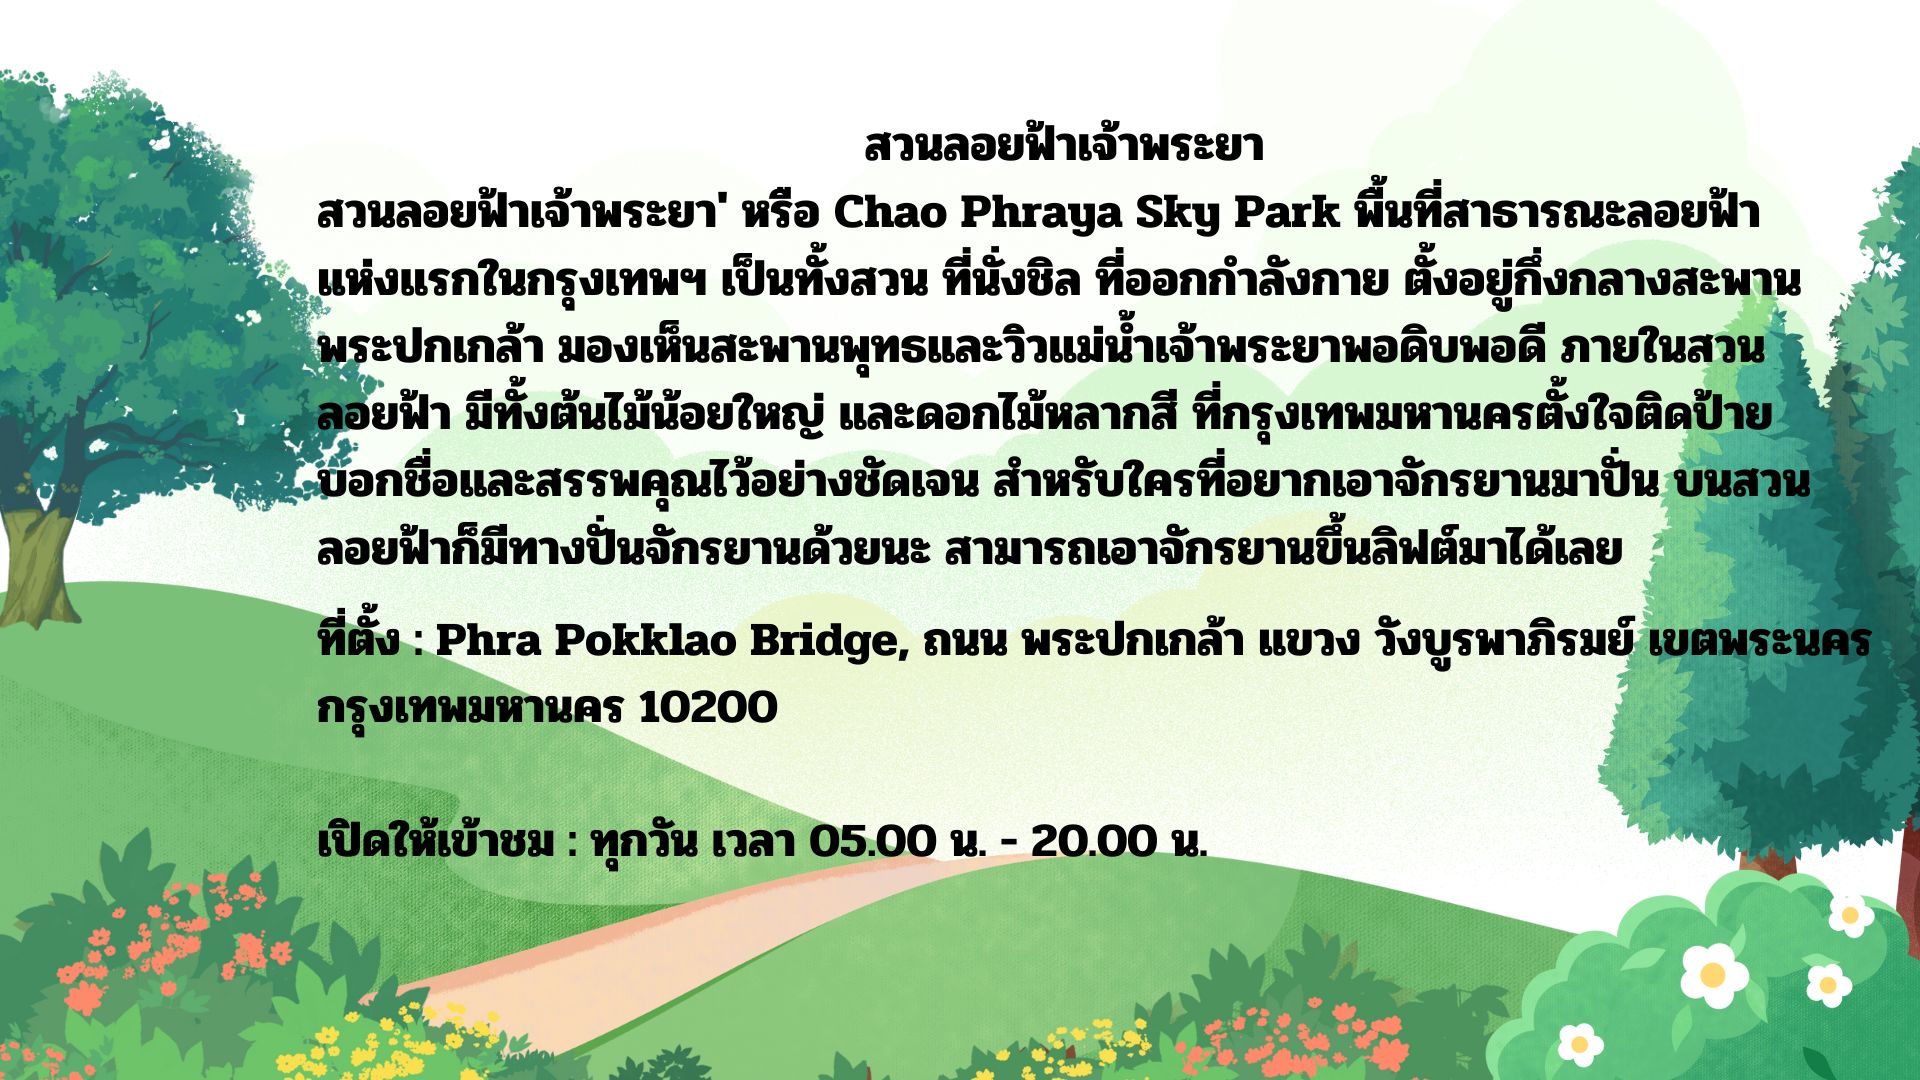 สวนลอยฟ้าเจ้าพระยา
สวนลอยฟ้าเจ้าพระยา' หรือ Chao Phraya Sky Park พื้นที่สาธารณะลอยฟ้า
แห่งแรกในกรุงเทพฯ เป็นทั้งสวน ที่นั่งชิล ที่ออกกำลังกาย ตั้งอยู่กึ่งกลางสะพาน
พระปกเกล้า มองเห็นสะพานพุทธและวิวแม่น้ำเจ้าพระยาพอดิบพอดี ภายในสวน
ลอยฟ้า มีทั้งต้นไม้น้อยใหญ่ และดอกไม้หลากสี ที่กรุงเทพมหานครตั้งใจติดป้าย
บอกชื่อและสรรพคุณไว้อย่างชัดเจน สำหรับใครที่อยากเอาจักรยานมาปั่น บนสวน
ลอยฟ้าก็มีทางปั่นจักรยานด้วยนะ สามารถเอาจักรยานขึ้นลิฟต์มาได้เลย
ที่ตั้ง : Phra Pokklao Bridge, ถนน พระปกเกล้า แขวง วังบูรพาภิรมย์ เขตพระนคร
กรุงเทพมหานคร 10200
เปิดให้เข้าชม : ทุกวัน เวลา 05.00 น. - 20.00 น.